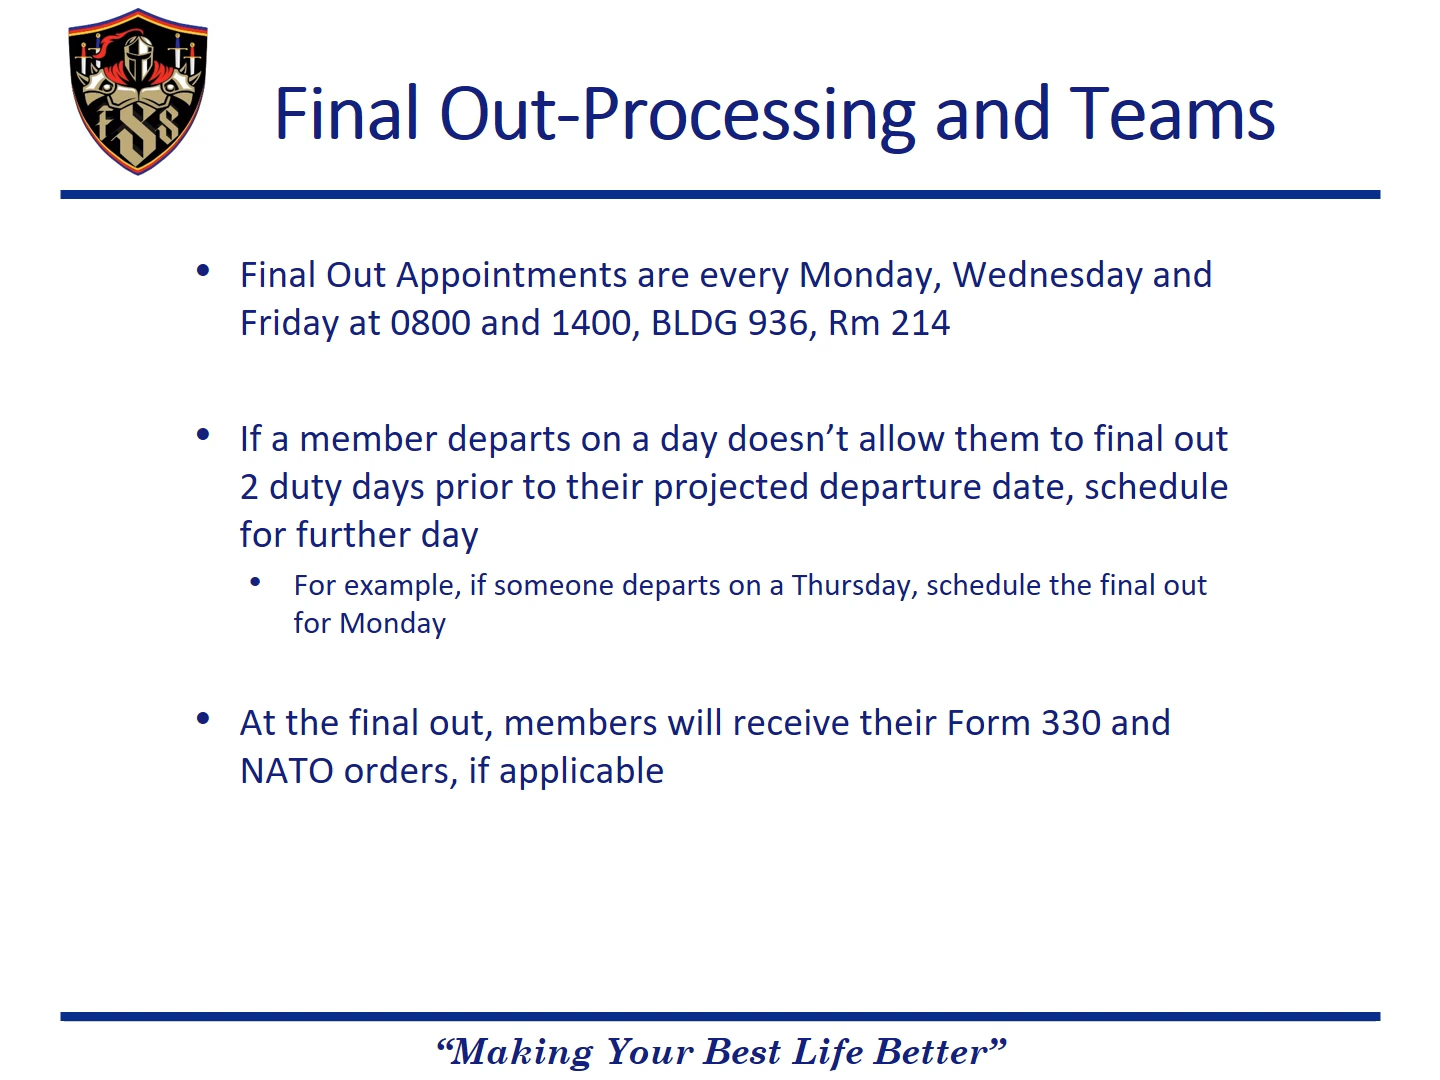 FSS
Final Out-Processing and Teams
• Final Out Appointments are every Monday, Wednesday and
Friday at 0800 and 1400, BLDG 936, Rm 214
• If a member departs on a day doesn’t allow them to final out
2 duty days prior to their projected departure date, schedule
for further day
• For example, if someone departs on a Thursday, schedule the final out
for Monday
• At the final out, members will receive their Form 330 and
NATO orders, if applicable
“Making Your Best Life Better”